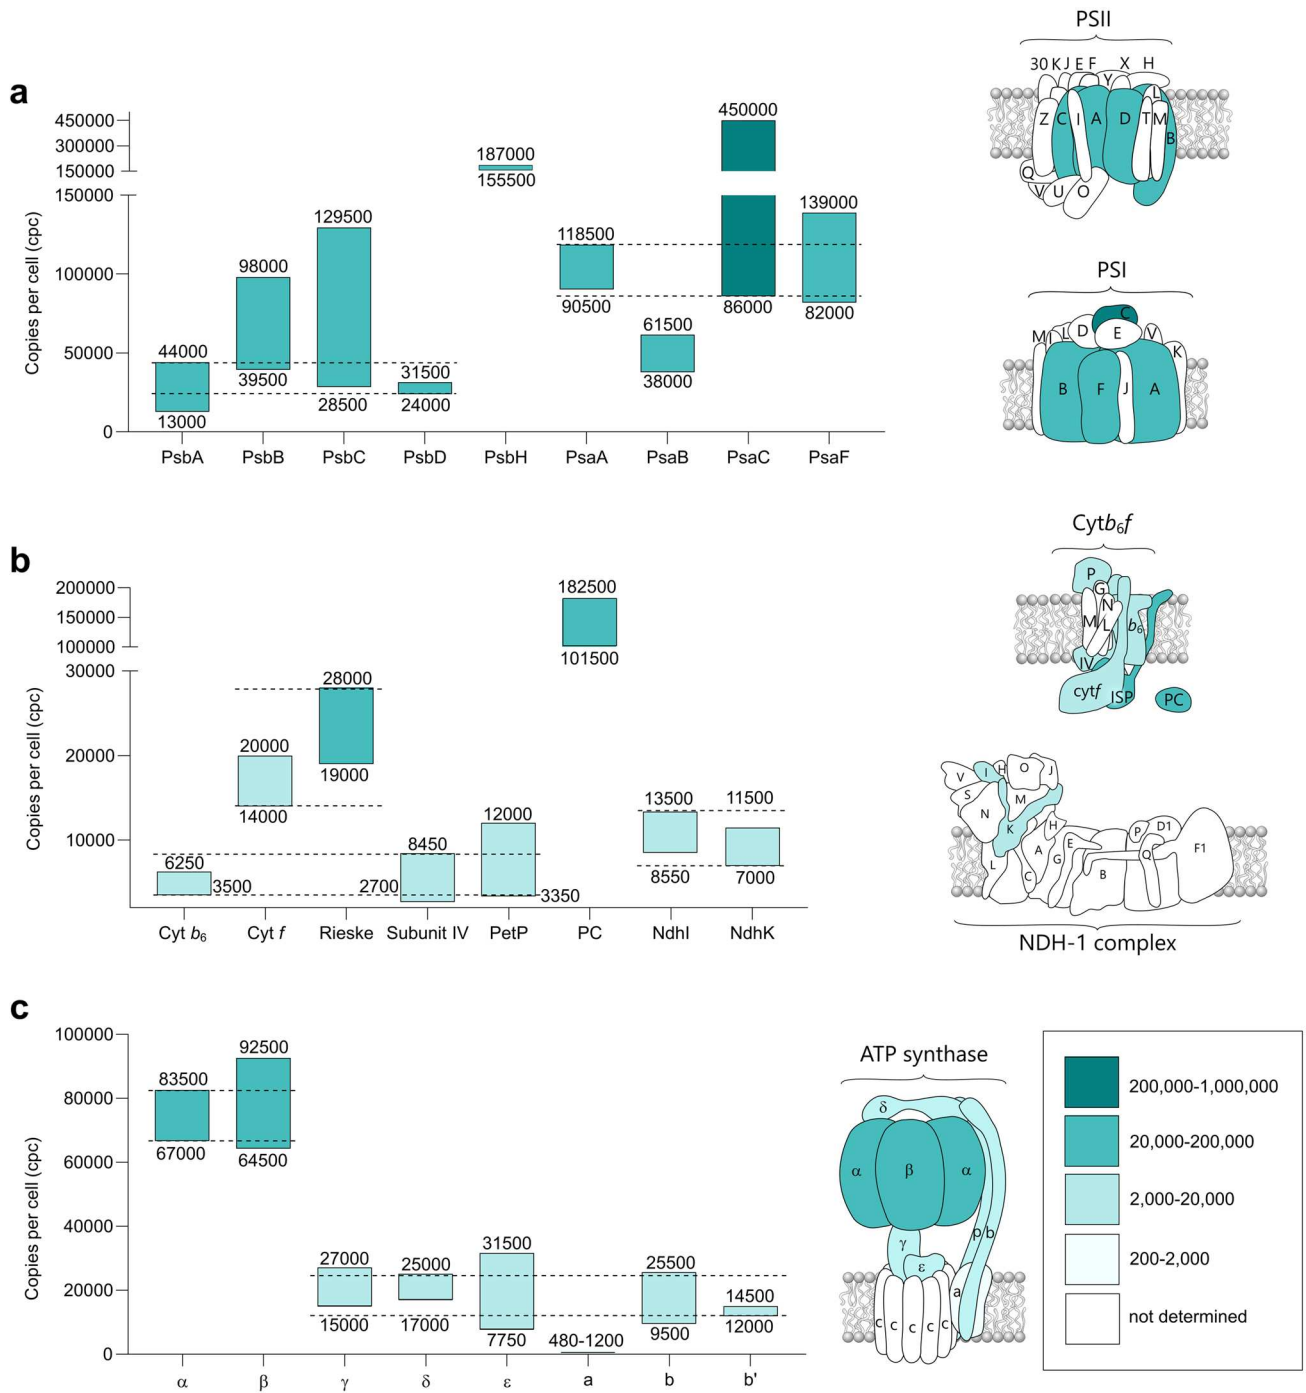 a
Copies per cell (cpc)
450000
300000
150000
150000
100000
50000
0
44000
13000
98000
39500
129500
28500
31500
24000
187000
155500
118500
90500
61500
38000
450000
86000
139000
82000
PsbA PsbB PsbC PsbD PsbH PsaA PsaB PsaC PsaF
PSII
30 K J E F X H
Y L
Z C I A D T M B
Q V U O
PSI
M I L D C E V K
B F J A
b
Copies per cell (cpc)
200000
150000
100000
30000
20000
10000
6250
3500
20000
14000
28000
19000
8450
2700
12000
3350
182500
101500
13500
8550
11500
7000
Cyt b6 Cyt f Rieske Subunit IV PetP PC NdhI NdhK
Cytb6f
P
G
N
M L b6
IV
cytf ISP PC
V I H O J
S M
N K H
L A E P D1
C G B Q F1
NDH-1 complex
c
Copies per cell (cpc)
100000
80000
60000
40000
20000
0
83500
67000
92500
64500
27000
15000
25000
17000
31500
7750
480-1200
25500
9500
14500
12000
α β γ δ ε a b b'
ATP synthase
δ
α β α
γ p b
ε
a
c c c c c
200,000-1,000,000
20,000-200,000
2,000-20,000
200-2,000
not determined